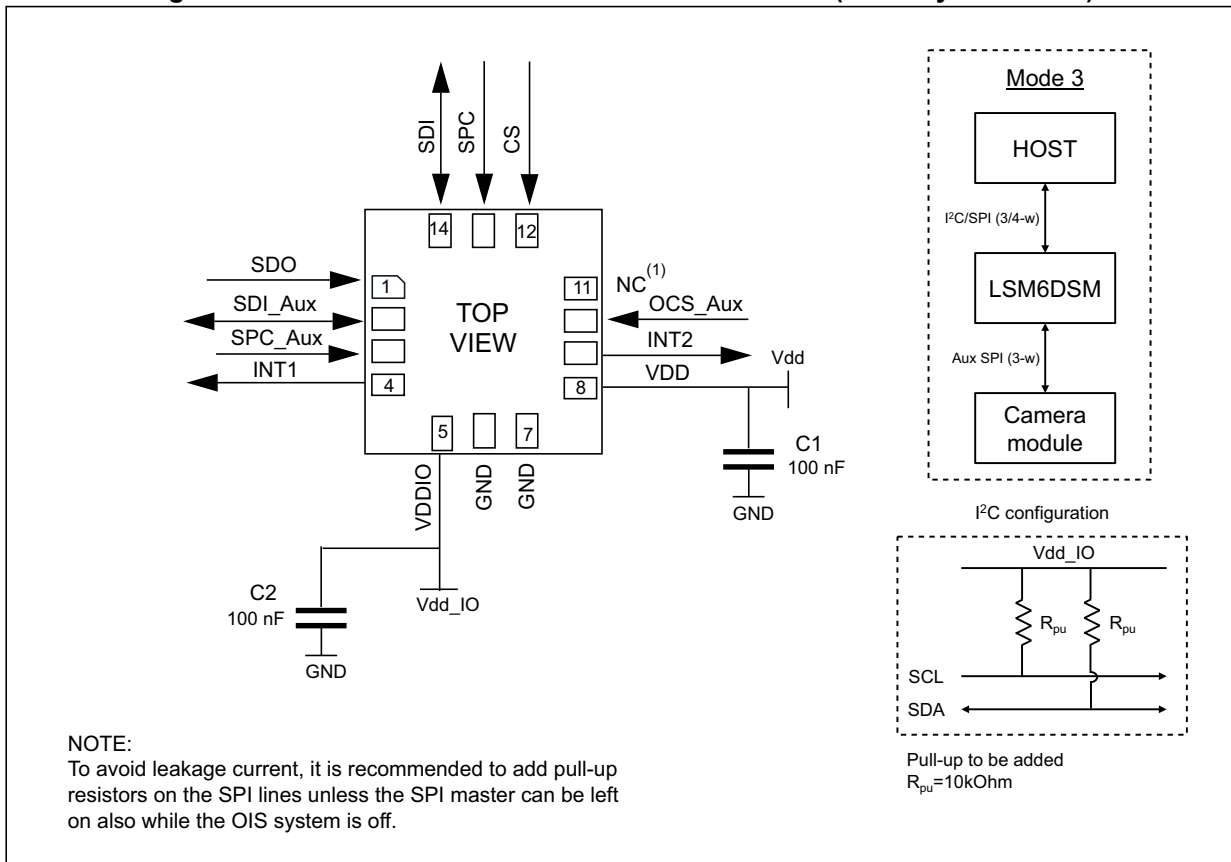 SDI
SPC
CS
14
12
SDO
1
SDI_Aux
SPC_Aux
INT1
4
TOP
VIEW
11
NC(1)
OCS_Aux
INT2
VDD
8
Vdd
5
7
VDDIO
GND
GND
C1
100 nF
GND
C2
100 nF
GND
Vdd_IO
Mode 3
HOST
I²C/SPI (3/4-w)
LSM6DSM
Aux SPI (3-w)
Camera
module
I²C configuration
Vdd_IO
Rpu
Rpu
SCL
SDA
Pull-up to be added
Rpu=10kOhm
NOTE:
To avoid leakage current, it is recommended to add pull-up
resistors on the SPI lines unless the SPI master can be left
on also while the OIS system is off.